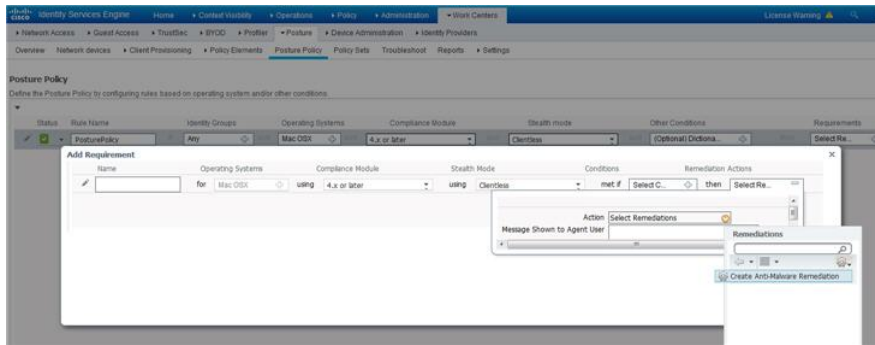 cisco Identity Services Engine Home Context Visibility Operations Policy Administration Work Centers License Warning
Network Access Guest Access TrustSec BYOD Profiler Posture Device Administration Identity Providers
Overview Network devices Client Provisioning Policy Elements Posture Policy Policy Sets Troubleshoot Reports Settings
Posture Policy
Define the Posture Policy by configuring rules based on operating system and/or other conditions.
Status Rule Name Identity Groups Operating Systems Compliance Module Stealth mode Other Conditions Requirements
PosturePolicy Any Mac OSX 4.x or later Clientless (Optional) Dictiona... Select Re...
Add Requirement x
Name Operating Systems Compliance Module Stealth Mode Conditions Remediation Actions
for Mac OSX using 4.x or later using Clientless met if Select C... then Select Re...
Action Select Remediations
Message Shown to Agent User
Remediations
Create Anti-Malware Remediation